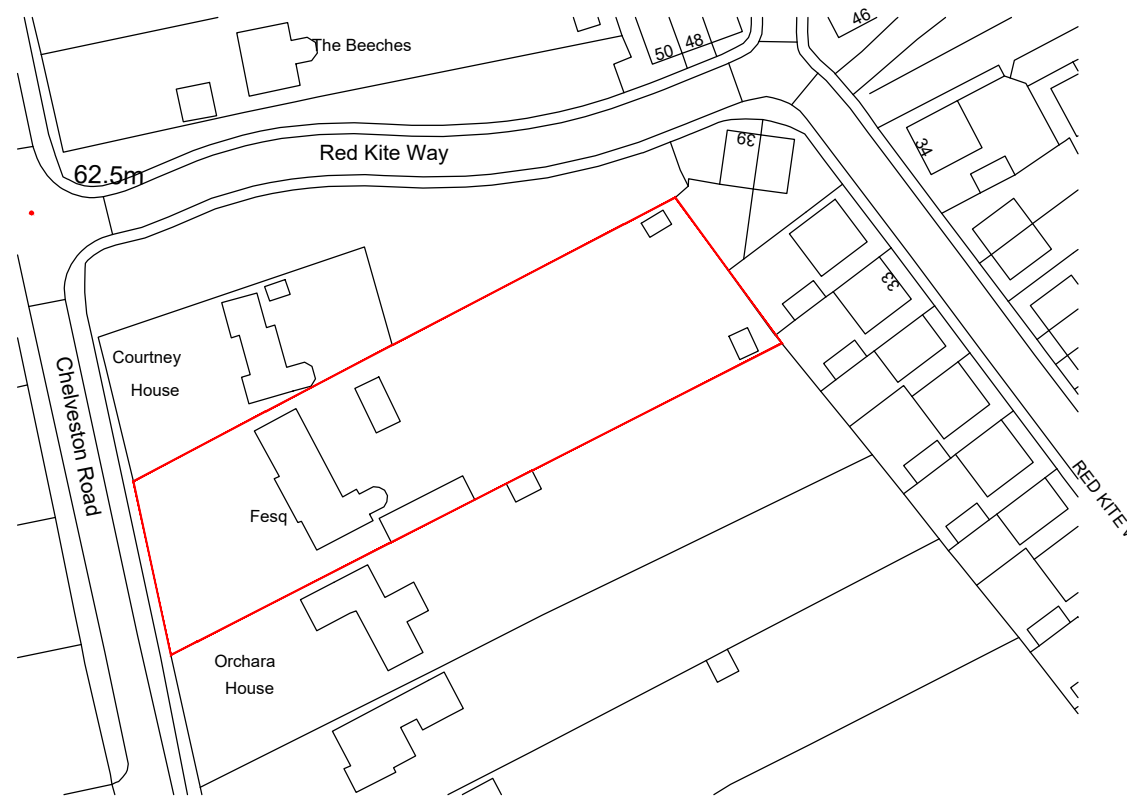 46
The Beeches
50
48
Red Kite Way
39
34
62.5m
33
Courtney
House
Chelveston Road
RED KITE
Fesq
Orchara
House